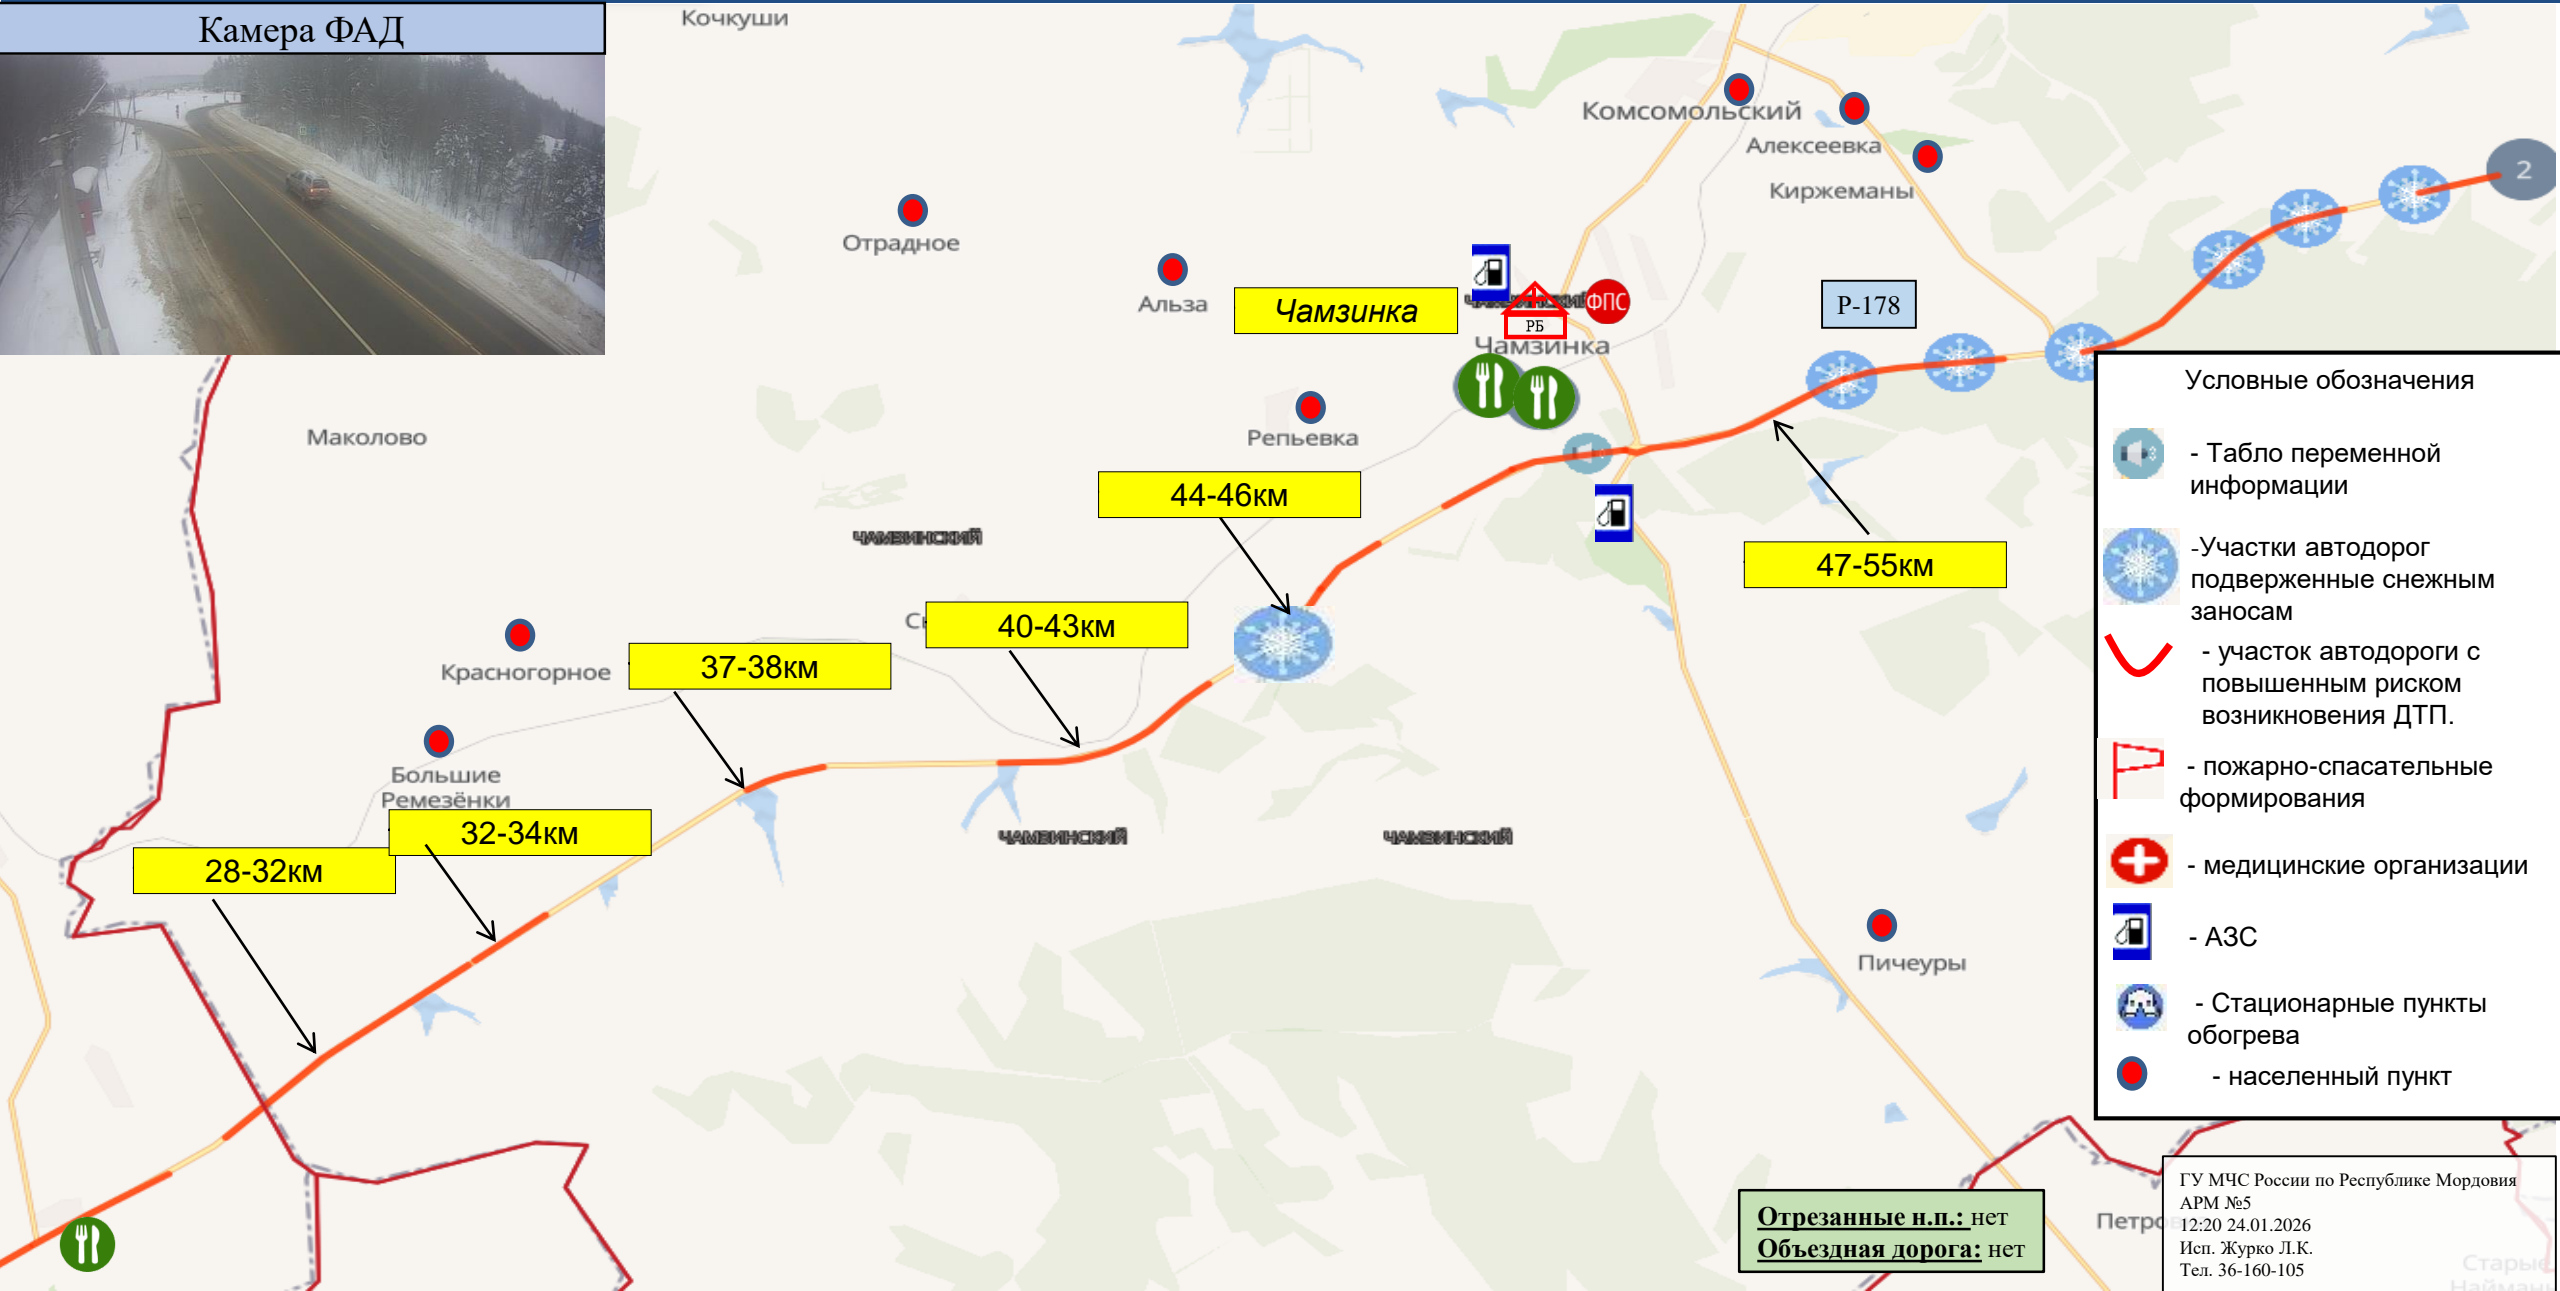 Камера ФАД
Кочкуши
Комсомольский
Алексеевка
Киржеманы
2
Отрадное
Альза
Чамзинка
ЧАМЗИНСКИЙ
ФПС
РБ
Чамзинка
Р-178
Маколово
Репьевка
44-46км
ЧАМЗИНСКИЙ
47-55км
40-43км
Красногорное
37-38км
Большие
Ремезёнки
32-34км
28-32км
ЧАМЗИНСКИЙ
ЧАМЗИНСКИЙ
Пичеуры
Условные обозначения
- Табло переменной
информации
-Участки автодорог
подверженные снежным
заносам
- участок автодороги с
повышенным риском
возникновения ДТП.
- пожарно-спасательные
формирования
- медицинские организации
- АЗС
- Стационарные пункты
обогрева
- населенный пункт
Отрезанные н.п.: нет
Объездная дорога: нет
ГУ МЧС России по Республике Мордовия
АРМ №5
12:20 24.01.2026
Исп. Журко Л.К.
Тел. 36-160-105
Старые